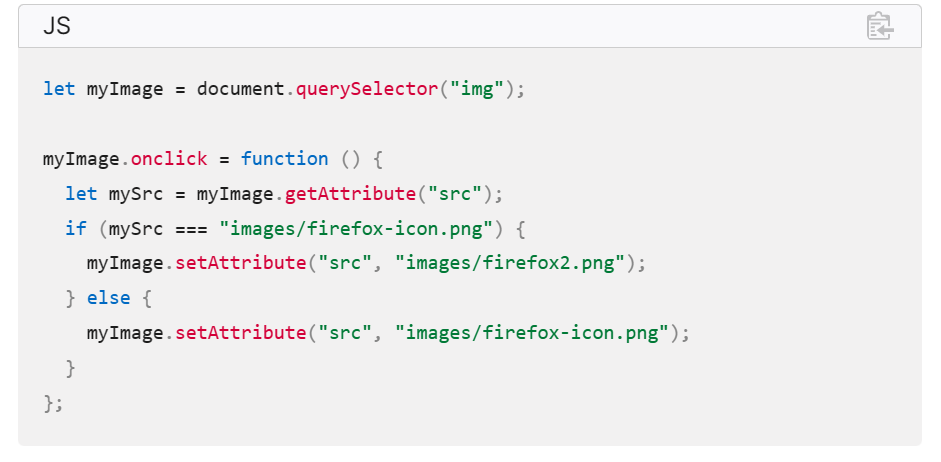 JS
let myImage = document.querySelector("img");
myImage.onclick = function () {
  let mySrc = myImage.getAttribute("src");
  if (mySrc === "images/firefox-icon.png") {
    myImage.setAttribute("src", "images/firefox2.png");
  } else {
    myImage.setAttribute("src", "images/firefox-icon.png");
  }
};